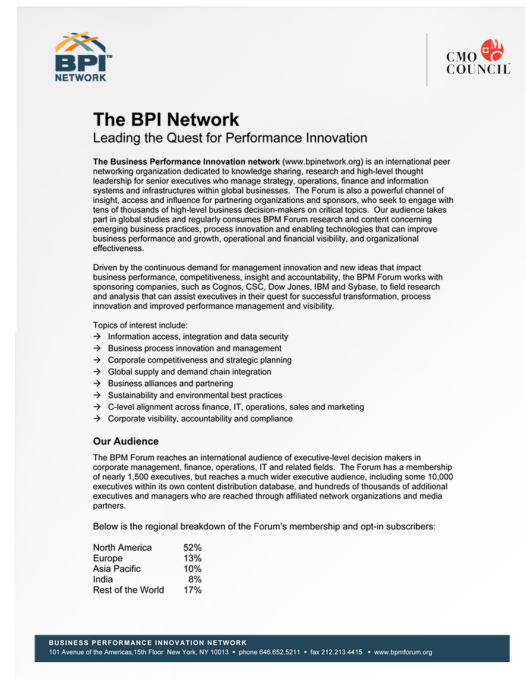 BPI™
NETWORK
CMO
COUNCIL
The BPI Network
Leading the Quest for Performance Innovation
The Business Performance Innovation network (www.bpinetwork.org) is an international peer
networking organization dedicated to knowledge sharing, research and high-level thought
leadership for senior executives who manage strategy, operations, finance and information
systems and infrastructures within global businesses. The Forum is also a powerful channel of
insight, access and influence for partnering organizations and sponsors, who seek to engage with
tens of thousands of high-level business decision-makers on critical topics. Our audience takes
part in global studies and regularly consumes BPM Forum research and content concerning
emerging business practices, process innovation and enabling technologies that can improve
business performance and growth, operational and financial visibility, and organizational
effectiveness.
Driven by the continuous demand for management innovation and new ideas that impact
business performance, competitiveness, insight and accountability, the BPM Forum works with
sponsoring companies, such as Cognos, CSC, Dow Jones, IBM and Sybase, to field research
and analysis that can assist executives in their quest for successful transformation, process
innovation and improved performance management and visibility.
Topics of interest include:
→ Information access, integration and data security
→ Business process innovation and management
→ Corporate competitiveness and strategic planning
→ Global supply and demand chain integration
→ Business alliances and partnering
→ Sustainability and environmental best practices
→ C-level alignment across finance, IT, operations, sales and marketing
→ Corporate visibility, accountability and compliance
Our Audience
The BPM Forum reaches an international audience of executive-level decision makers in
corporate management, finance, operations, IT and related fields. The Forum has a membership
of nearly 1,500 executives, but reaches a much wider executive audience, including some 10,000
executives within its own content distribution database, and hundreds of thousands of additional
executives and managers who are reached through affiliated network organizations and media
partners.
Below is the regional breakdown of the Forum's membership and opt-in subscribers:
North America 52%
Europe 13%
Asia Pacific 10%
India 8%
Rest of the World 17%
BUSINESS PERFORMANCE INNOVATION NETWORK
101 Avenue of the Americas,15th Floor New York, NY 10013 • phone 646.652.5211 • fax 212.213.4415 • www.bpmforum.org